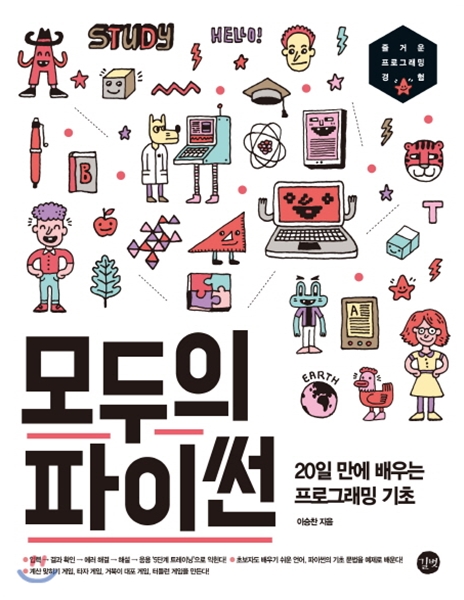 STUDY
HELLO!
즐거운
프로그래밍
경험
B
T
A
EARTH
모두의
파이썬
20일 만에 배우는
프로그래밍 기초
이승찬 지음
입력 → 결과 확인 → 에러 해결 → 해설 → 응용 '5단계 트레이닝'으로 익힌다! • 초보자도 배우기 쉬운 언어, 파이썬의 기초 문법을 예제로 배운다!
• 계산 맞히기 게임, 타자 게임, 거북이 대포 게임, 터틀런 게임을 만든다!
길벗